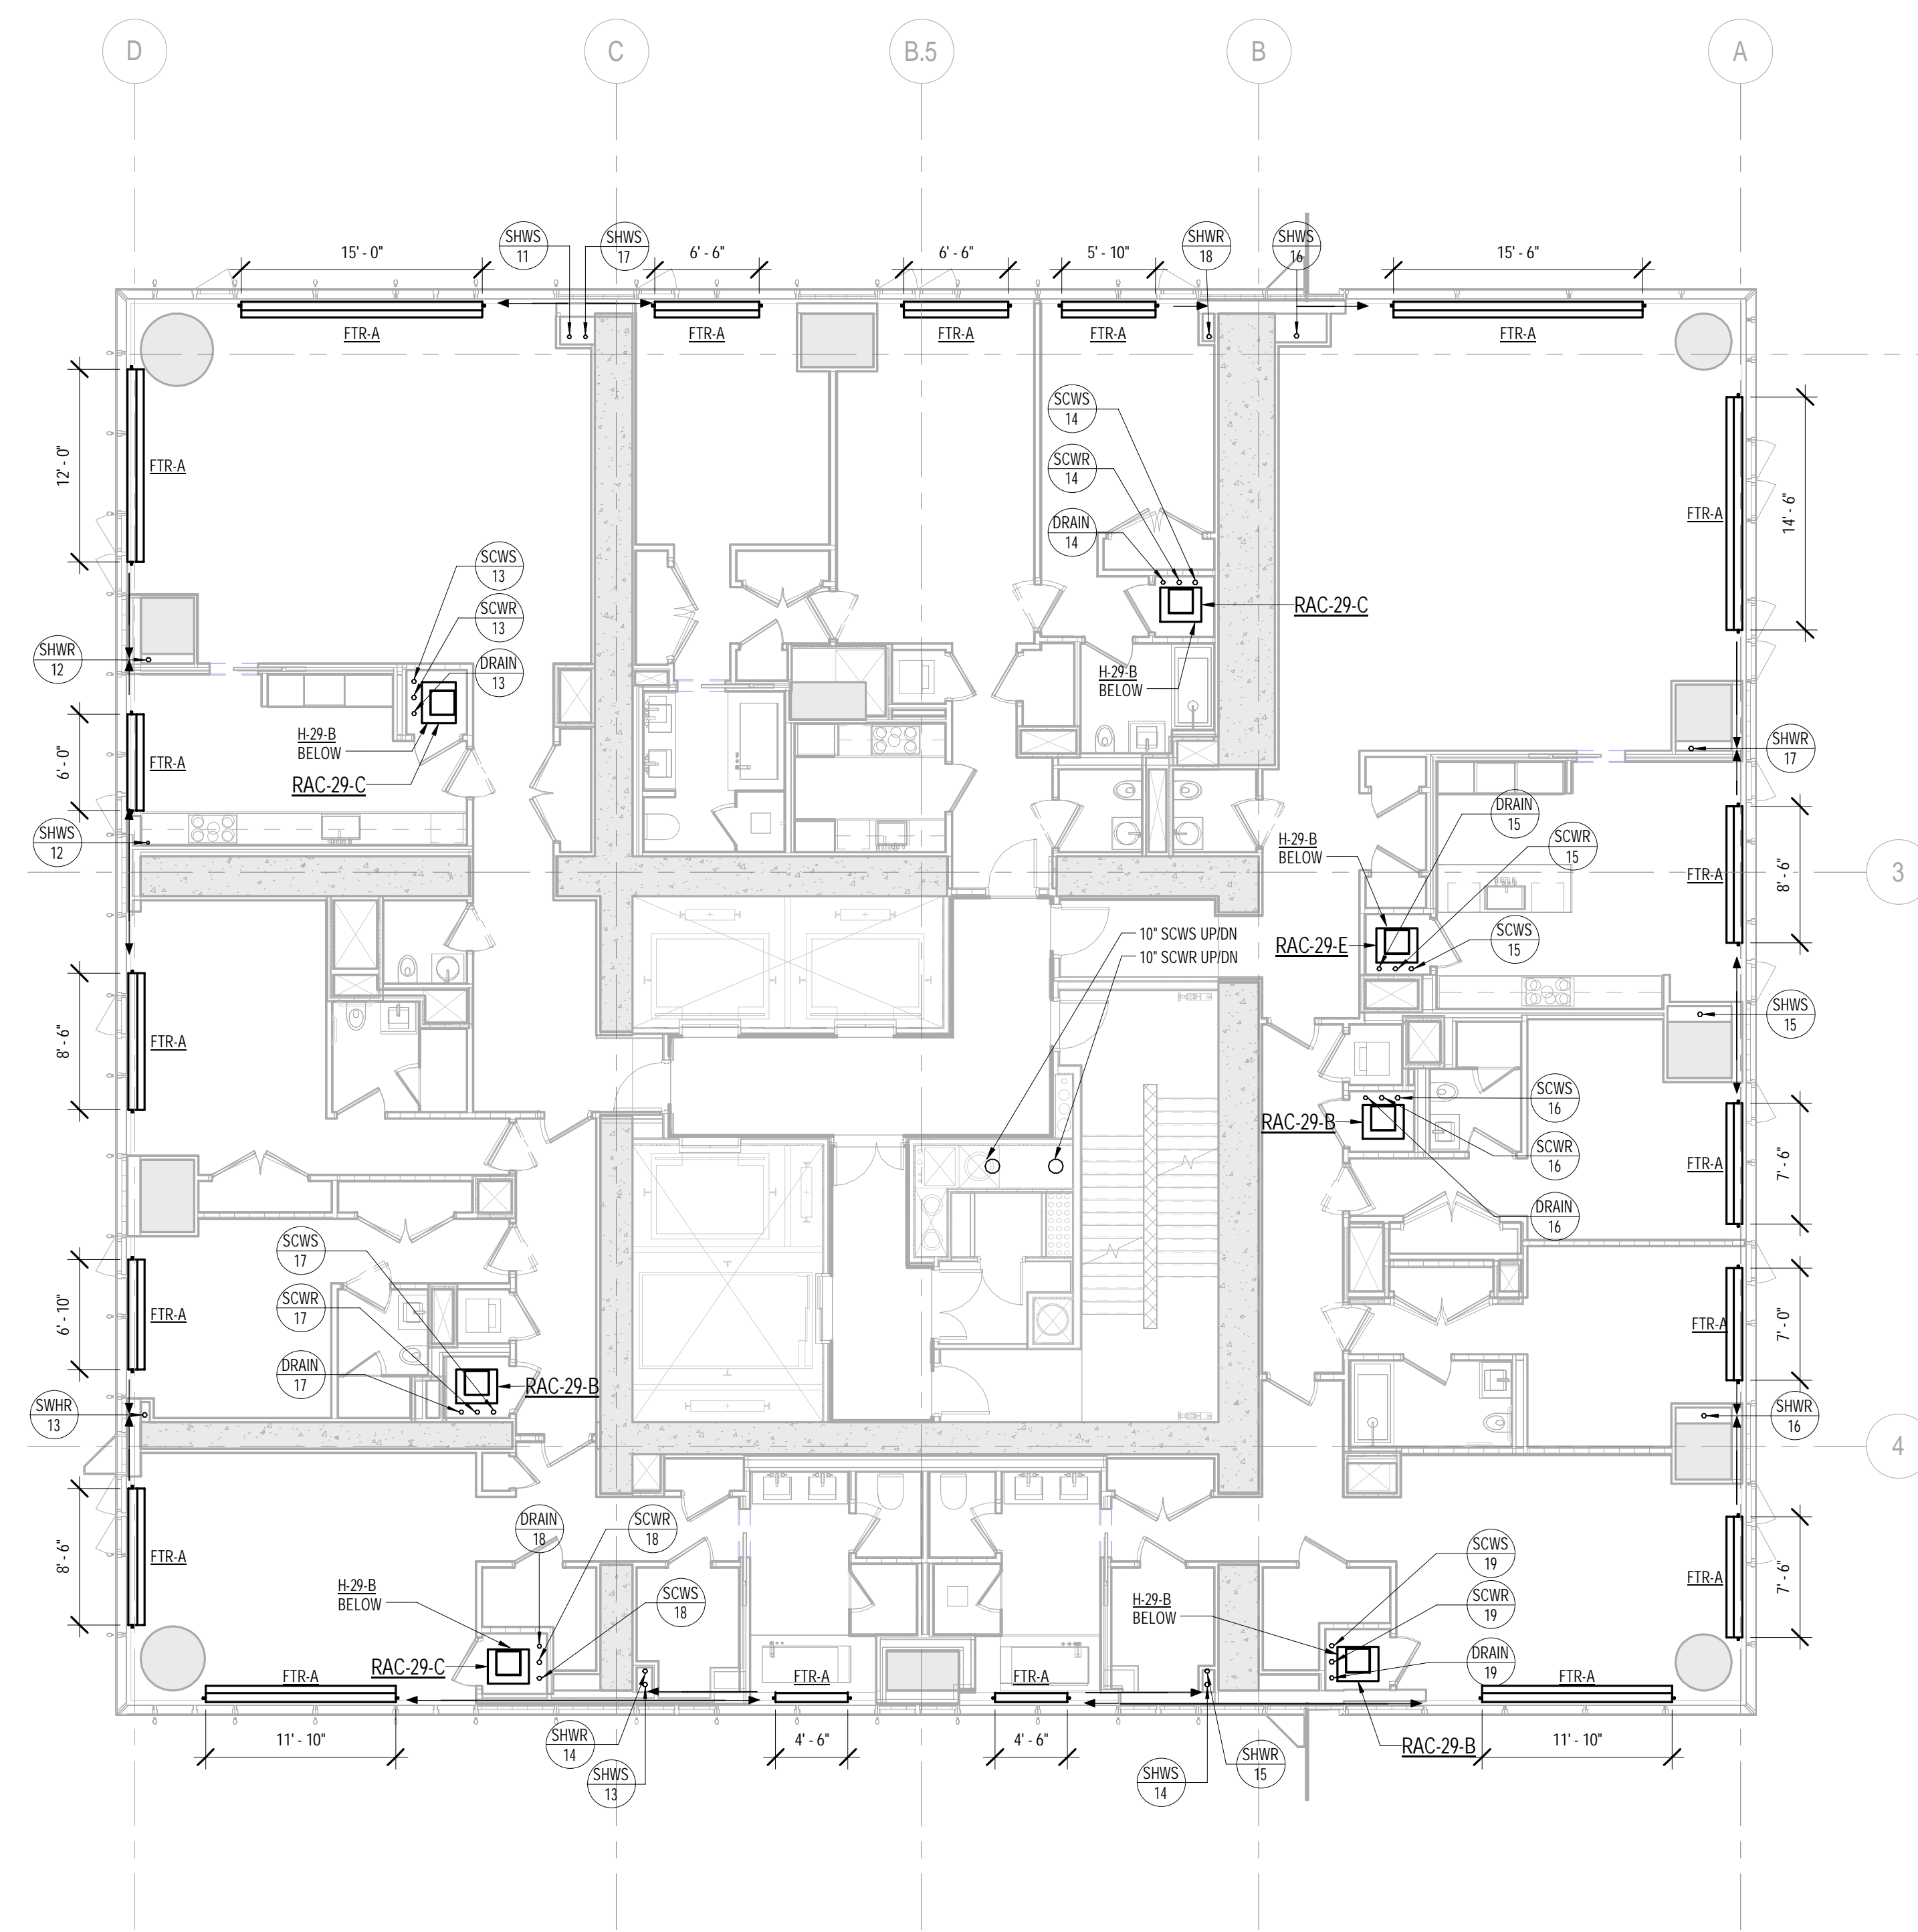 D
C
B.5
B
A
15' - 0"
SHWS
11
SHWS
17
6' - 6"
6' - 6"
5' - 10"
SHWR
18
SHWS
16
15' - 6"
FTR-A
FTR-A
FTR-A
FTR-A
FTR-A
SCWS
14
SCWR
14
DRAIN
14
12' - 0"
FTR-A
FTR-A
14' - 6"
SCWS
13
SCWR
13
DRAIN
13
RAC-29-C
SHWR
12
H-29-B
BELOW
H-29-B
BELOW
RAC-29-C
6' - 0"
FTR-A
SHWR
17
SHWS
12
DRAIN
15
SCWR
15
H-29-B
BELOW
FTR-A
8' - 6"
3
10" SCWS UP/DN
10" SCWR UP/DN
RAC-29-E
SCWS
15
SHWS
15
8' - 6"
FTR-A
SCWS
16
RAC-29-B
SCWR
16
FTR-A
7' - 6"
DRAIN
16
SCWS
17
SCWR
17
DRAIN
17
6' - 10"
FTR-A
FTR-A
7' - 0"
RAC-29-B
SWHR
13
SHWR
16
4
8' - 6"
FTR-A
DRAIN
18
SCWR
18
SCWS
18
H-29-B
BELOW
RAC-29-C
SCWS
19
SCWR
19
DRAIN
19
H-29-B
BELOW
FTR-A
7' - 6"
FTR-A
FTR-A
FTR-A
FTR-A
11' - 10"
SHWR
14
SHWS
13
4' - 6"
4' - 6"
SHWS
14
SHWR
15
RAC-29-B
11' - 10"